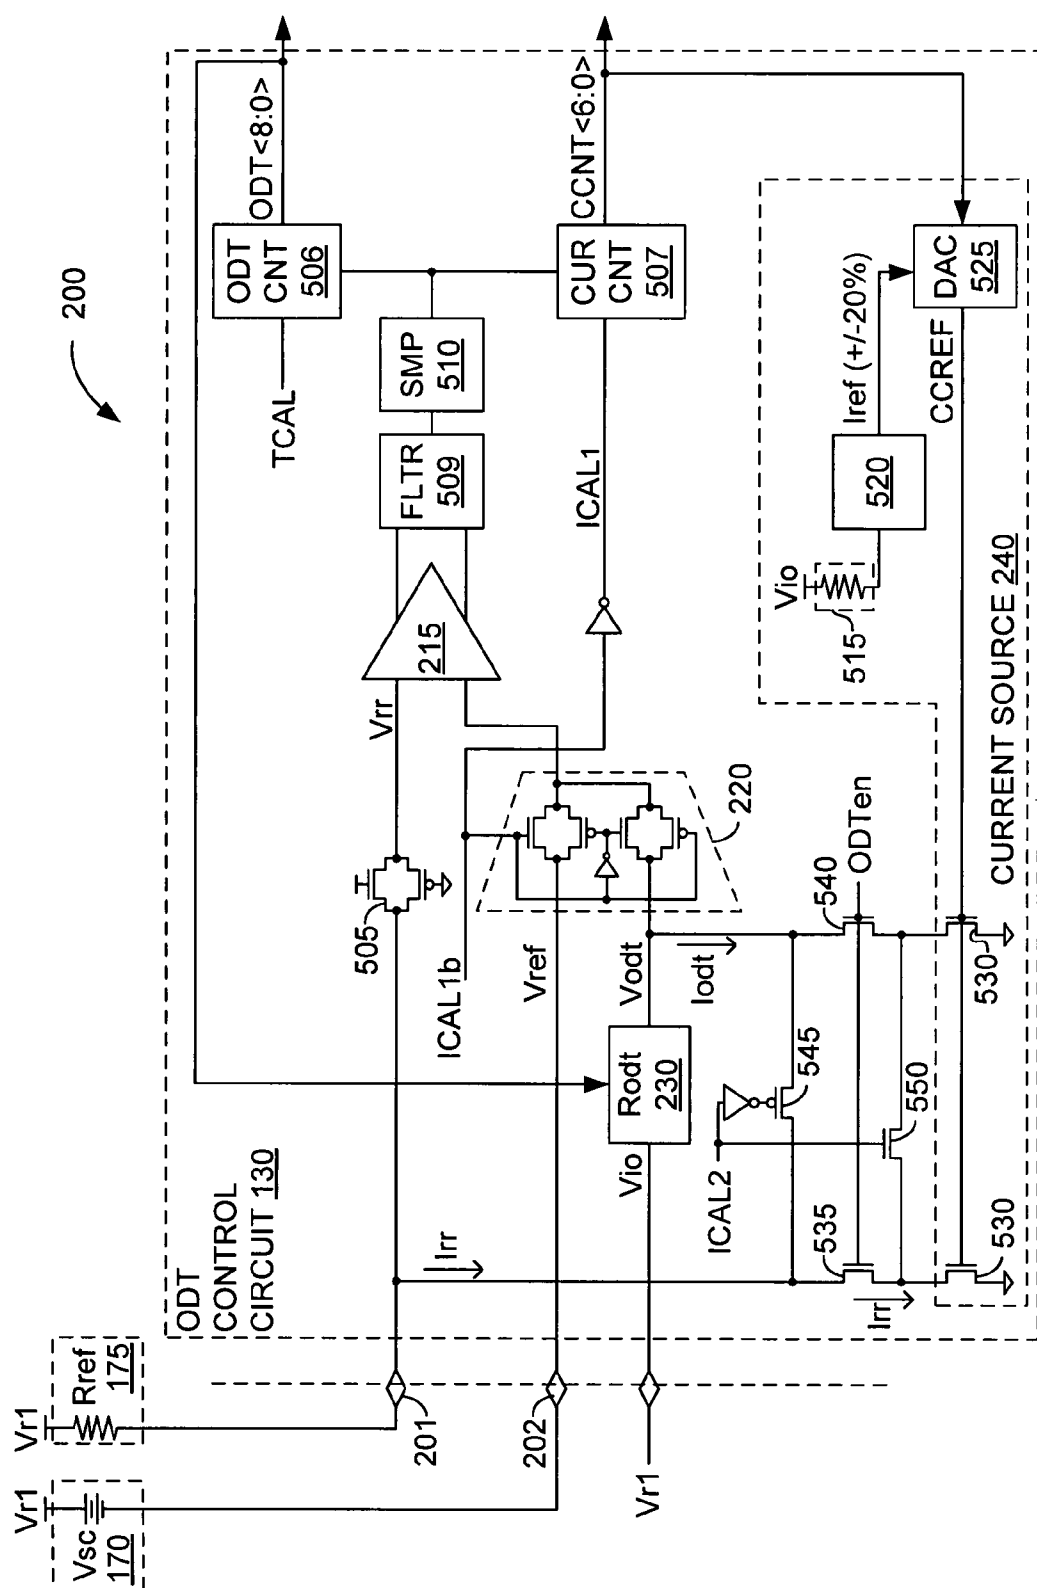 200
Vr1
Vsc
170
Vr1
Rref
175
201
202
Vr1
ODT
CONTROL
CIRCUIT 130
505
Vrr
215
FLTR
509
SMP
510
TCAL
ODT
CNT
506
ODT<8:0>
CUR
CNT
507
CCNT<6:0>
ICAL1b
ICAL1
Vref
220
Vio
Rodt
230
Vodt
Iodt
Irr
ICAL2
545
550
535
540
ODTen
Irr
530
530
Vio
515
520
Iref (+/-20%)
DAC
525
CCREF
CURRENT SOURCE 240